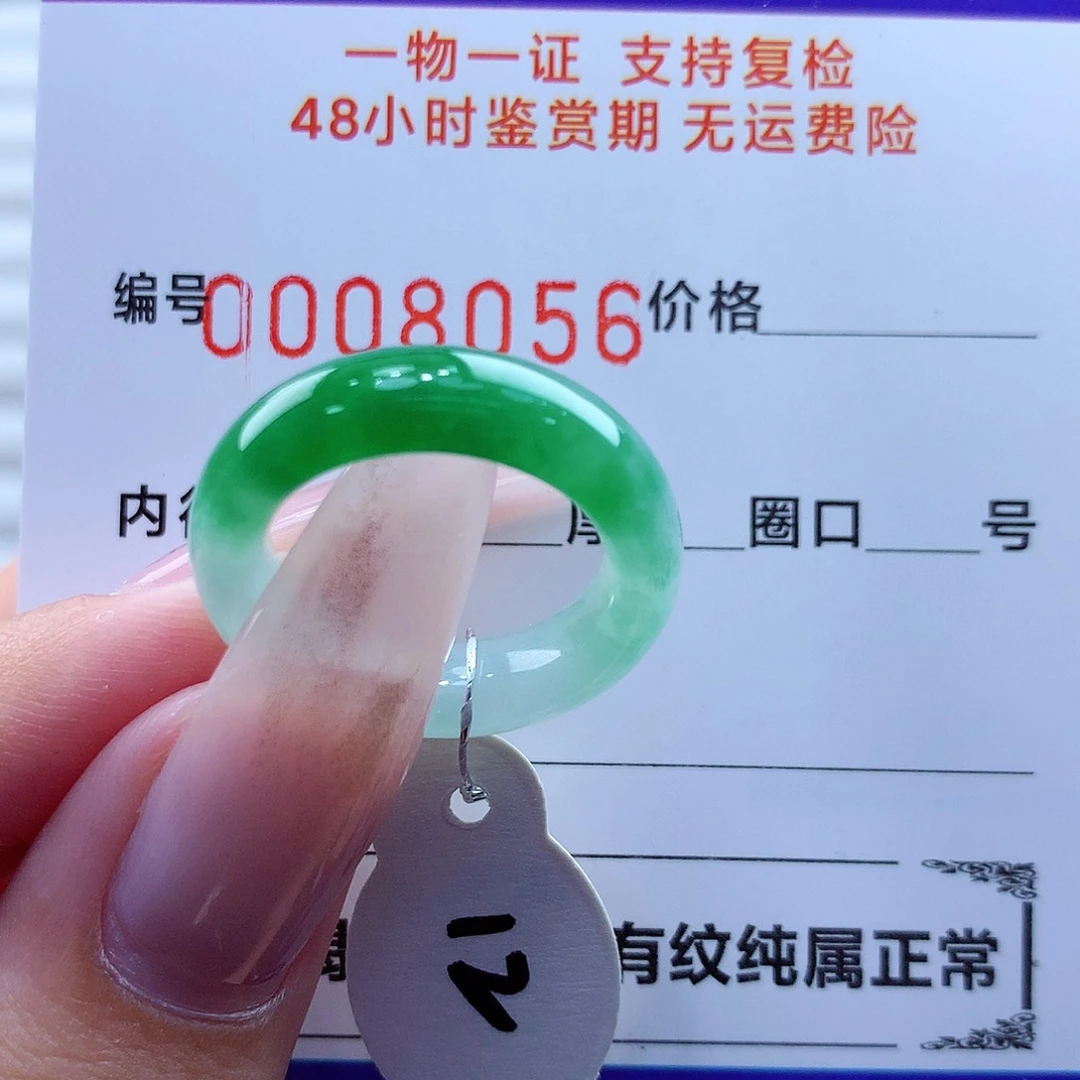 一物一证 支持复检
48小时鉴赏期 无运费险
编号0008056价格
内 厚 圈口 号
有纹纯属正常
12